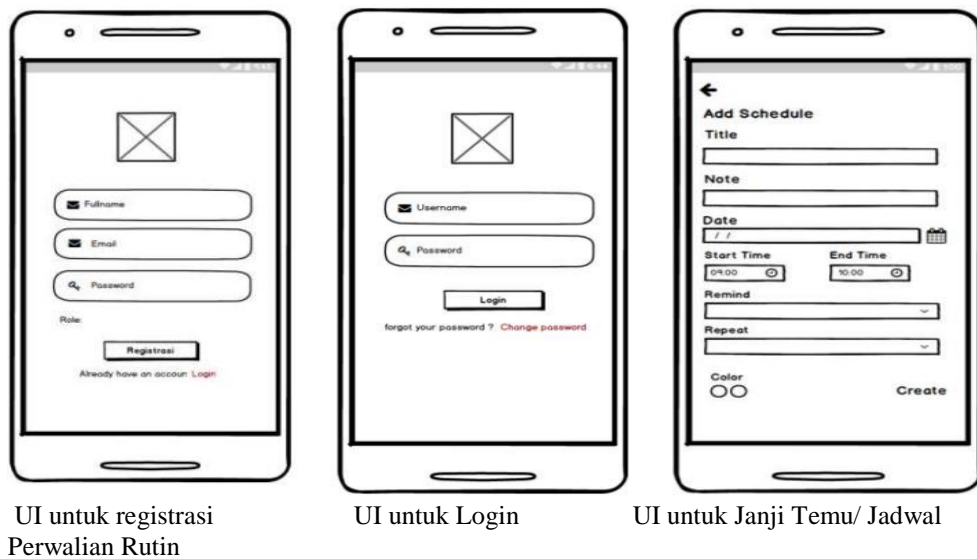 Fullname
Email
Password
Role:
Registrasi
Already have an accoun Login
Username
Password
Login
forgot your password ? Change password
Add Schedule
Title
Note
Date
/ /
Start Time End Time
09:00 10:00
Remind
Repeat
Color
Create
UI untuk registrasi
Perwalian Rutin
UI untuk Login
UI untuk Janji Temu/ Jadwal